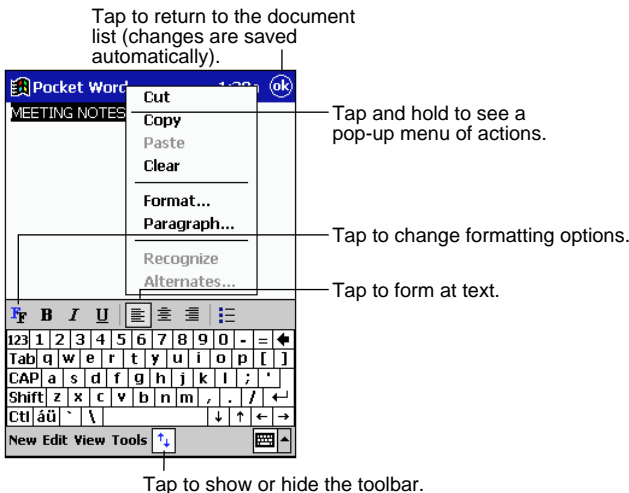 Tap to return to the document
list (changes are saved
automatically).
Pocket Word ok
MEETING NOTES
Cut
Copy
Paste
Clear
Format...
Paragraph...
Recognize
Alternates...
Tap and hold to see a
pop-up menu of actions.
Tap to change formatting options.
Tap to form at text.
FF B I U
123 1 2 3 4 5 6 7 8 9 0 - =
Tab q w e r t y u i o p [ ]
CAP a s d f g h j k l ; '
Shift z x c v b n m , . / ↵
Ctl áü ` \ ↓ ↑ ← →
New Edit View Tools
Tap to show or hide the toolbar.